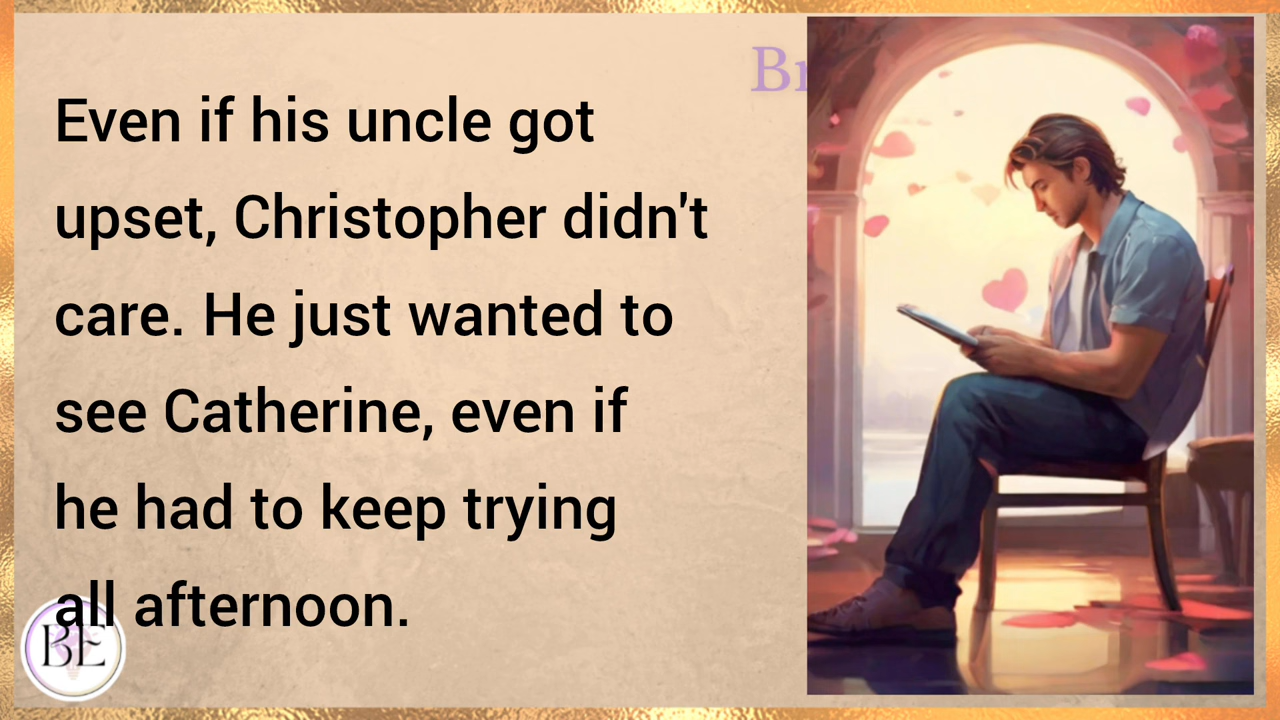 Br
Even if his uncle got
upset, Christopher didn't
care. He just wanted to
see Catherine, even if
he had to keep trying
all afternoon.
BE